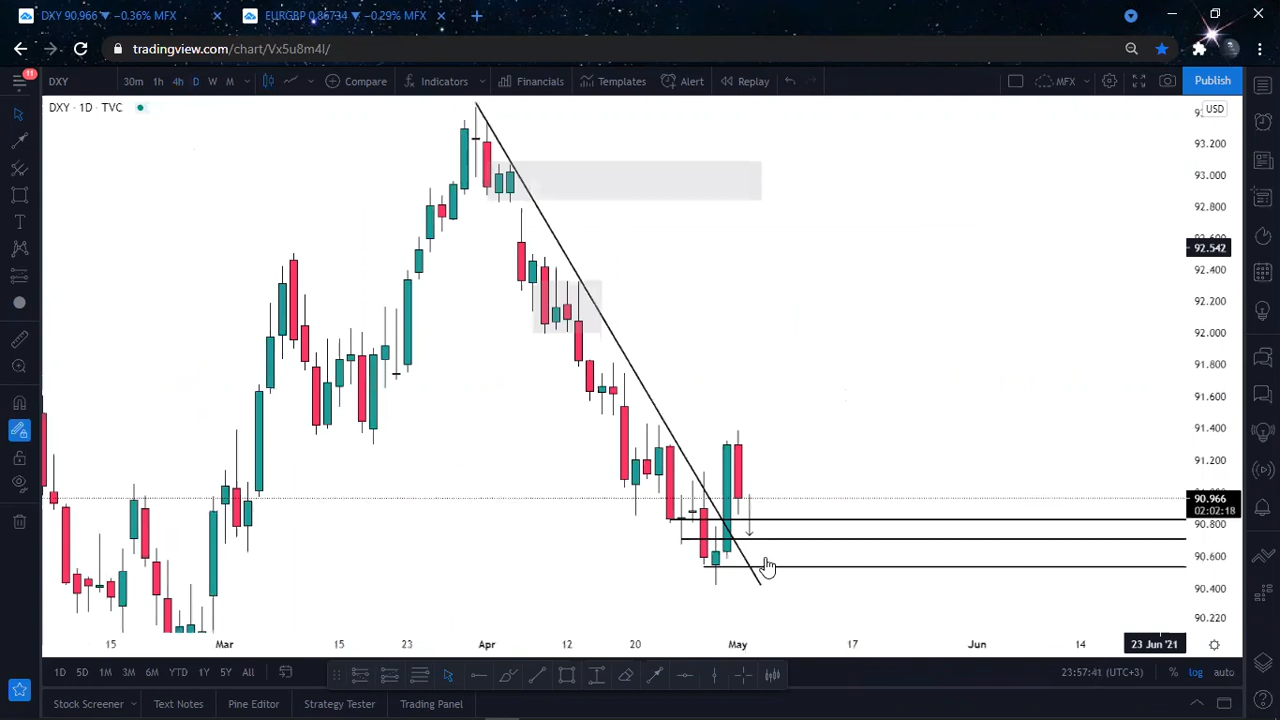 DXY 90.966 ▼ −0.36% MFX
EURGBP 0.86734 ▼ −0.29% MFX
tradingview.com/chart/Vx5u8m4I/
11
DXY
30m 1h 4h D W M
Compare
Indicators
Financials
Templates
Alert
Replay
MFX
Publish
DXY · 1D · TVC
USD
93.200
93.000
92.800
92.542
92.400
92.200
92.000
91.800
91.600
91.400
91.200
90.966
02:02:18
90.800
90.600
90.400
90.220
15 Mar 15 23 Apr 12 20 May 17 Jun 14 23 Jun '21
1D 5D 1M 3M 6M YTD 1Y 5Y All
23:57:41 (UTC+3) % log auto
Stock Screener Text Notes Pine Editor Strategy Tester Trading Panel